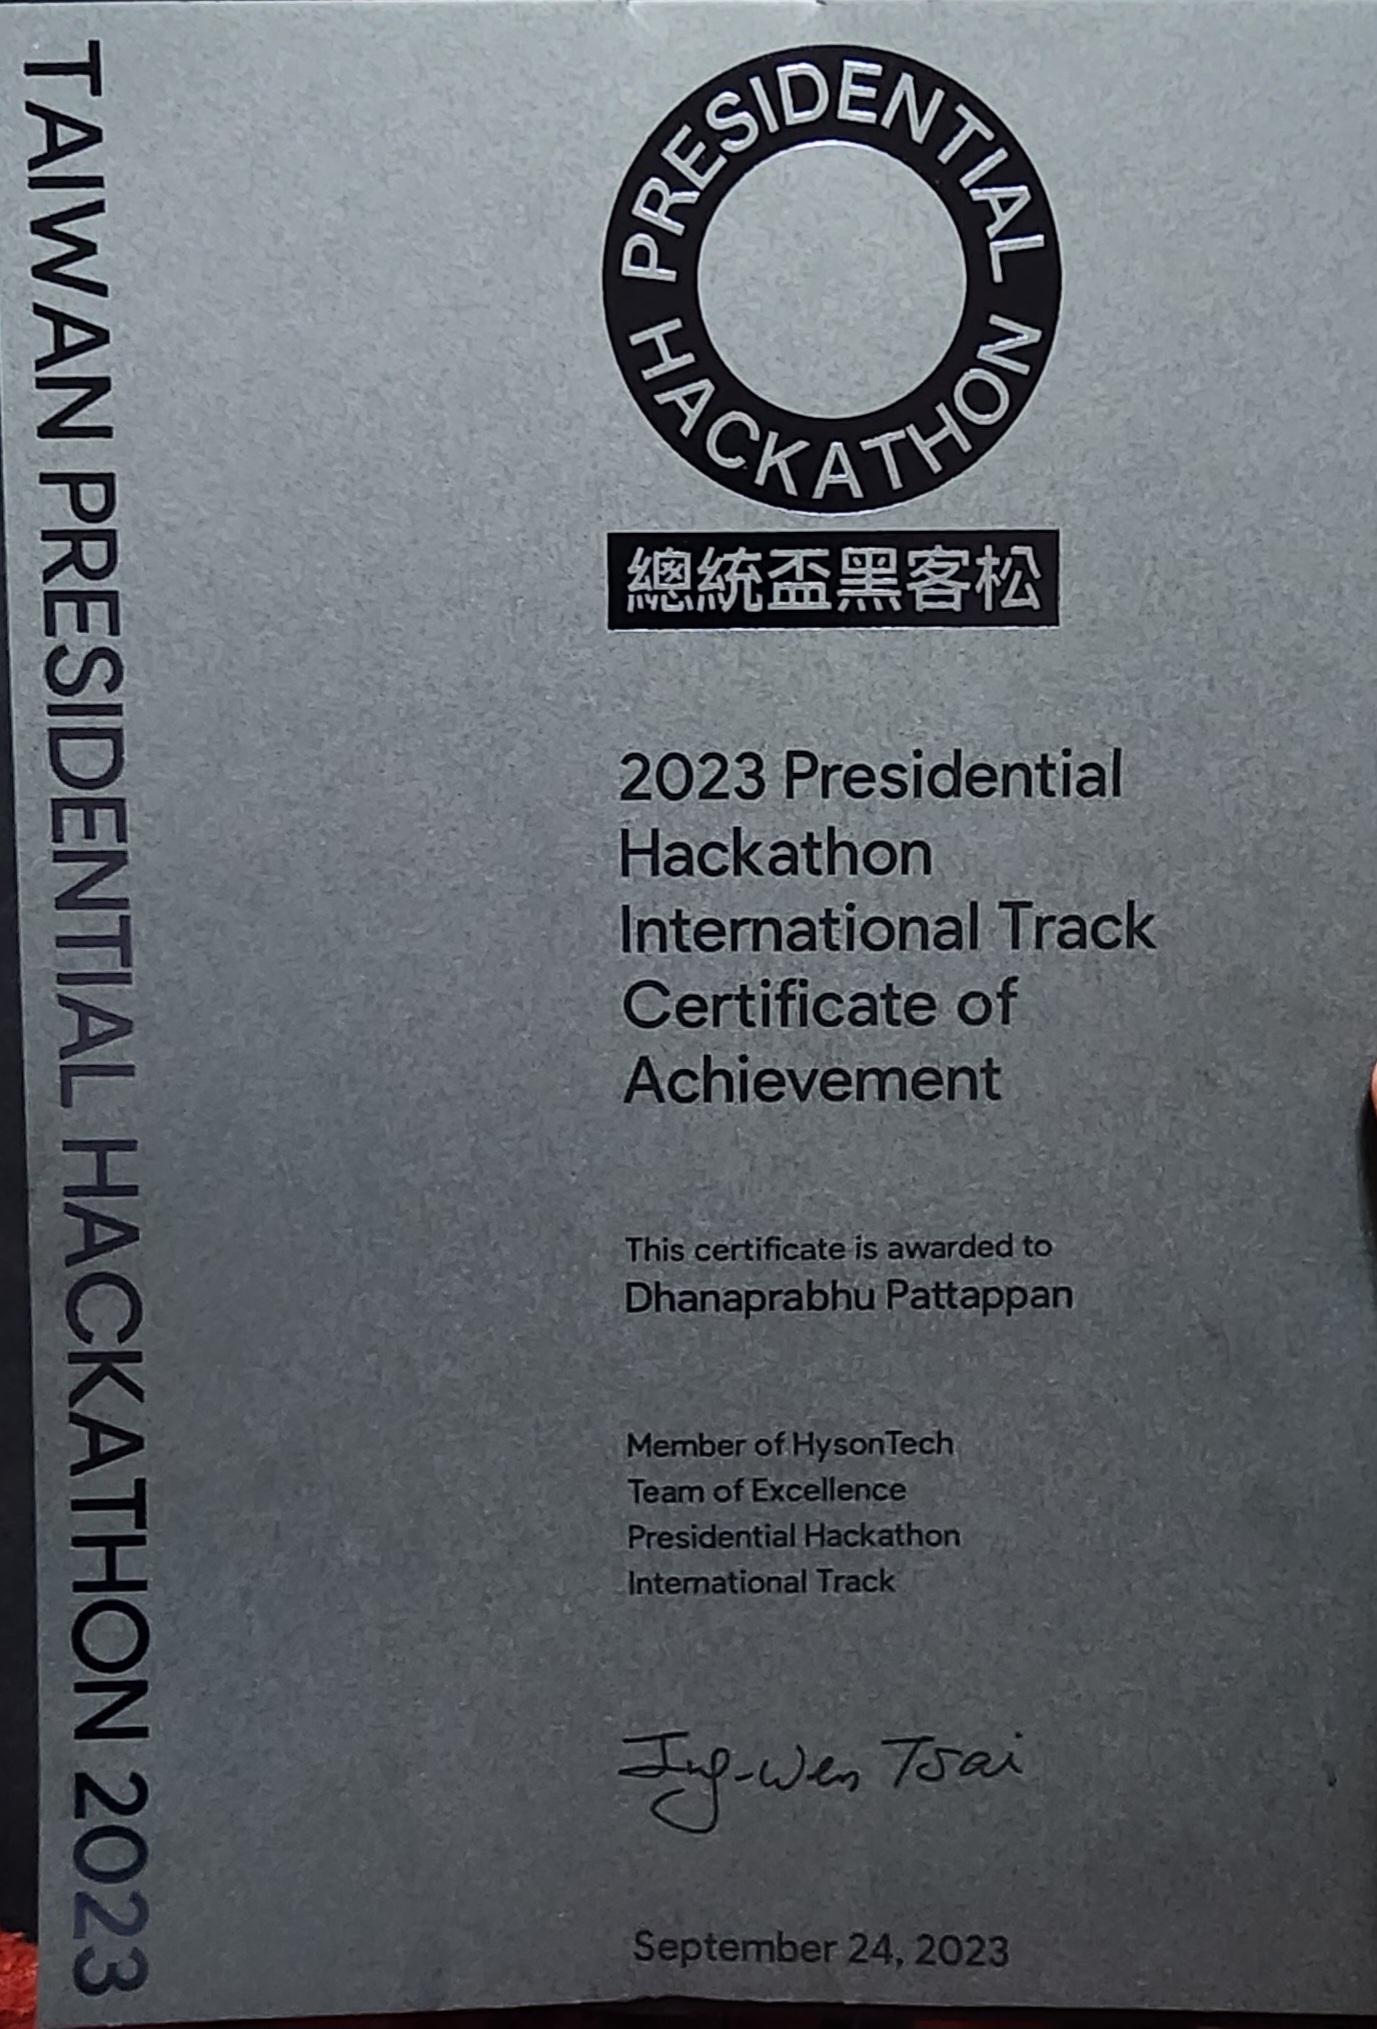 TAIWAN PRESIDENTIAL HACKATHON 2023
PRESIDENTIAL
HACKATHON
總統盃黑客松
2023 Presidential
Hackathon
International Track
Certificate of
Achievement
This certificate is awarded to
Dhanaprabhu Pattappan
Member of HysonTech
Team of Excellence
Presidential Hackathon
International Track
Ing-Wen Tsai
September 24, 2023